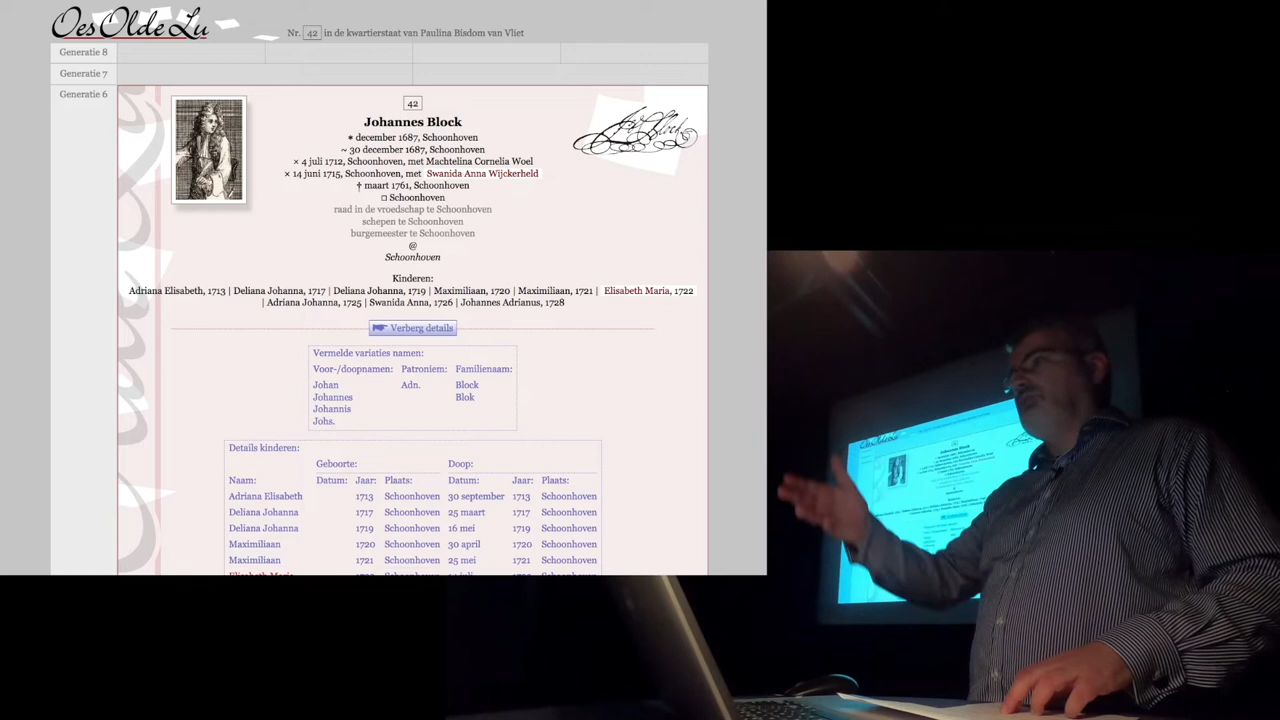 Oes Olde Lu
Nr. 42 in de kwartierstaat van Paulina Bisdom van Vliet
Generatie 8
Generatie 7
Generatie 6
42
Johannes Block
* december 1687, Schoonhoven
~ 30 december 1687, Schoonhoven
× 4 juli 1712, Schoonhoven, met Machtelina Cornelia Woel
× 14 juni 1715, Schoonhoven, met Swanida Anna Wijckerheld
† maart 1761, Schoonhoven
□ Schoonhoven
raad in de vroedschap te Schoonhoven
schepen te Schoonhoven
burgemeester te Schoonhoven
@
Schoonhoven
Kinderen:
Adriana Elisabeth, 1713 | Deliana Johanna, 1717 | Deliana Johanna, 1719 | Maximiliaan, 1720 | Maximiliaan, 1721 | Elisabeth Maria, 1722
| Adriana Johanna, 1725 | Swanida Anna, 1726 | Johannes Adrianus, 1728
Verberg details
Vermelde variaties namen:
Voor-/doopnamen: Patroniem: Familienaam:
Johan Adn. Block
Johannes Blok
Johannis
Johs.
Details kinderen:
Geboorte: Doop:
Naam: Datum: Jaar: Plaats: Datum: Jaar: Plaats:
Adriana Elisabeth 1713 Schoonhoven 30 september 1713 Schoonhoven
Deliana Johanna 1717 Schoonhoven 25 maart 1717 Schoonhoven
Deliana Johanna 1719 Schoonhoven 16 mei 1719 Schoonhoven
Maximiliaan 1720 Schoonhoven 30 april 1720 Schoonhoven
Maximiliaan 1721 Schoonhoven 25 mei 1721 Schoonhoven